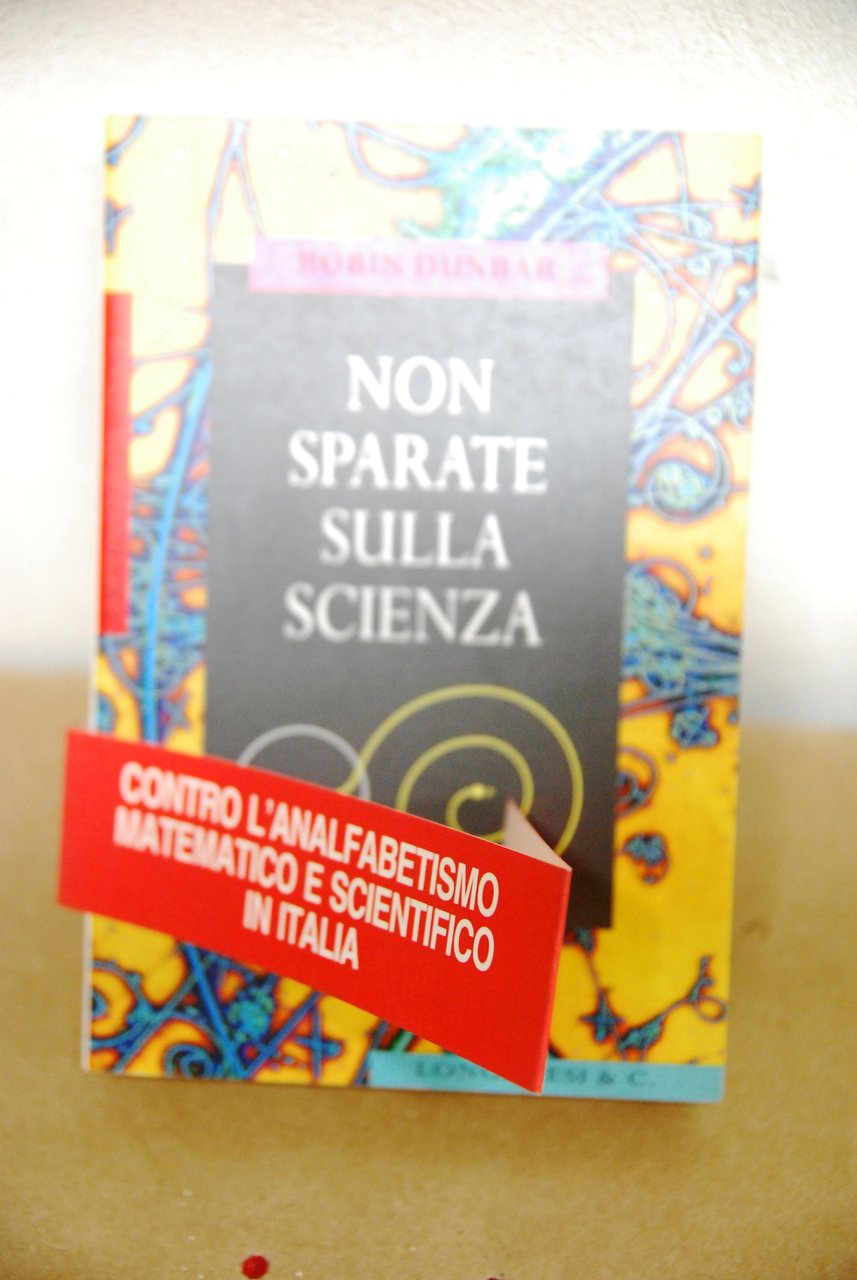 ROBIN DUNBAR
NON
SPARATE
SULLA
SCIENZA
CONTRO L'ANALFABETISMO
MATEMATICO E SCIENTIFICO
IN ITALIA
& C.